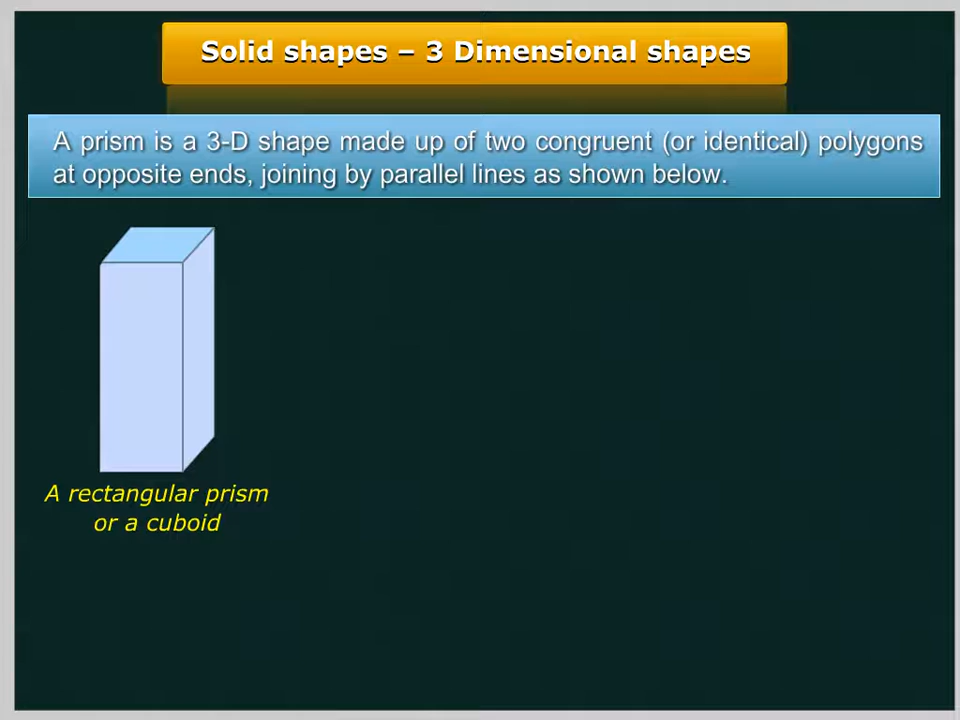 Solid shapes – 3 Dimensional shapes
A prism is a 3-D shape made up of two congruent (or identical) polygons
at opposite ends, joining by parallel lines as shown below.
A rectangular prism
or a cuboid